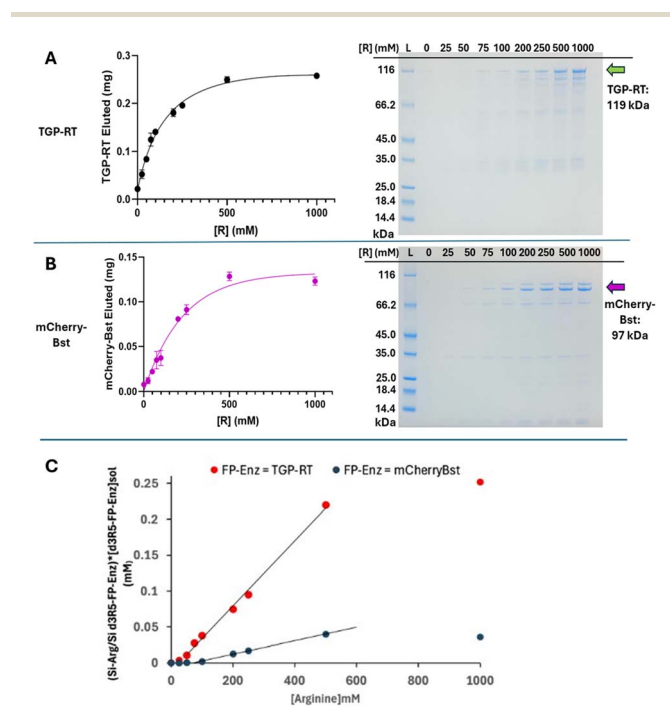 A
TGP-RT
TGP-RT Eluted (mg)
0.3
0.2
0.1
0.0
0 500 1000
[R] (mM)
[R] (mM) L 0 25 50 75 100 200 250 500 1000
116
66.2
45.0
35.0
25.0
18.4
14.4
kDa
TGP-RT:
119 kDa
B
mCherry-
Bst
mCherry-Bst Eluted (mg)
0.15
0.10
0.05
0.00
0 500 1000
[R] (mM)
[R] (mM) L 0 25 50 75 100 200 250 500 1000
116
66.2
45.0
35.0
25.0
18.4
14.4
kDa
mCherry-
Bst:
97 kDa
C
FP-Enz = TGP-RT FP-Enz = mCherryBst
(Si-Arg/Si d3R5-FP-Enz)*[d3R5-FP-Enz]sol
(mM)
0.25
0.2
0.15
0.1
0.05
0
0 200 400 600 800 1000
[Arginine]mM